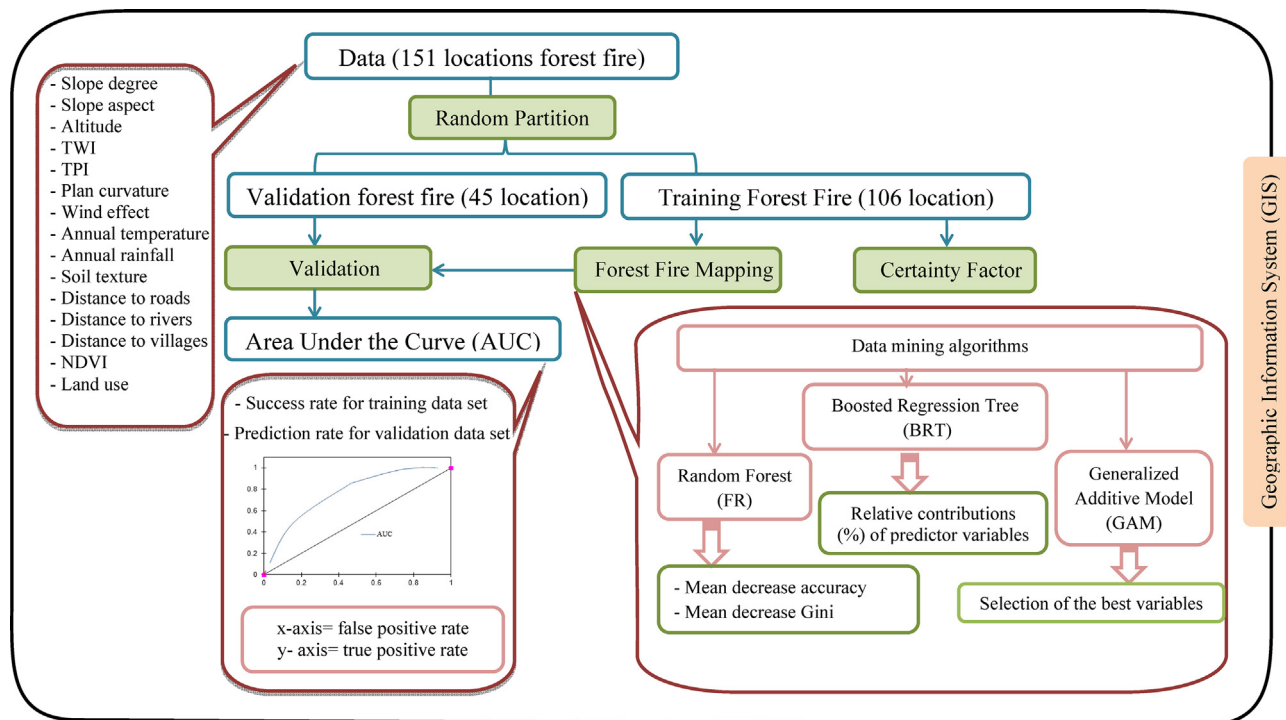 Data (151 locations forest fire)
- Slope degree
- Slope aspect
- Altitude
- TWI
- TPI
- Plan curvature
- Wind effect
- Annual temperature
- Annual rainfall
- Soil texture
- Distance to roads
- Distance to rivers
- Distance to villages
- NDVI
- Land use
Random Partition
Validation forest fire (45 location)
Training Forest Fire (106 location)
Validation
Forest Fire Mapping
Certainty Factor
Area Under the Curve (AUC)
- Success rate for training data set
- Prediction rate for validation data set
1
0.8
0.6
0.4
0.2
0
AUC
0 0.2 0.4 0.6 0.8 1
x-axis= false positive rate
y- axis= true positive rate
Data mining algorithms
Random Forest
(FR)
- Mean decrease accuracy
- Mean decrease Gini
Boosted Regression Tree
(BRT)
Relative contributions
(%) of predictor variables
Generalized
Additive Model
(GAM)
Selection of the best variables
Geographic Information System (GIS)